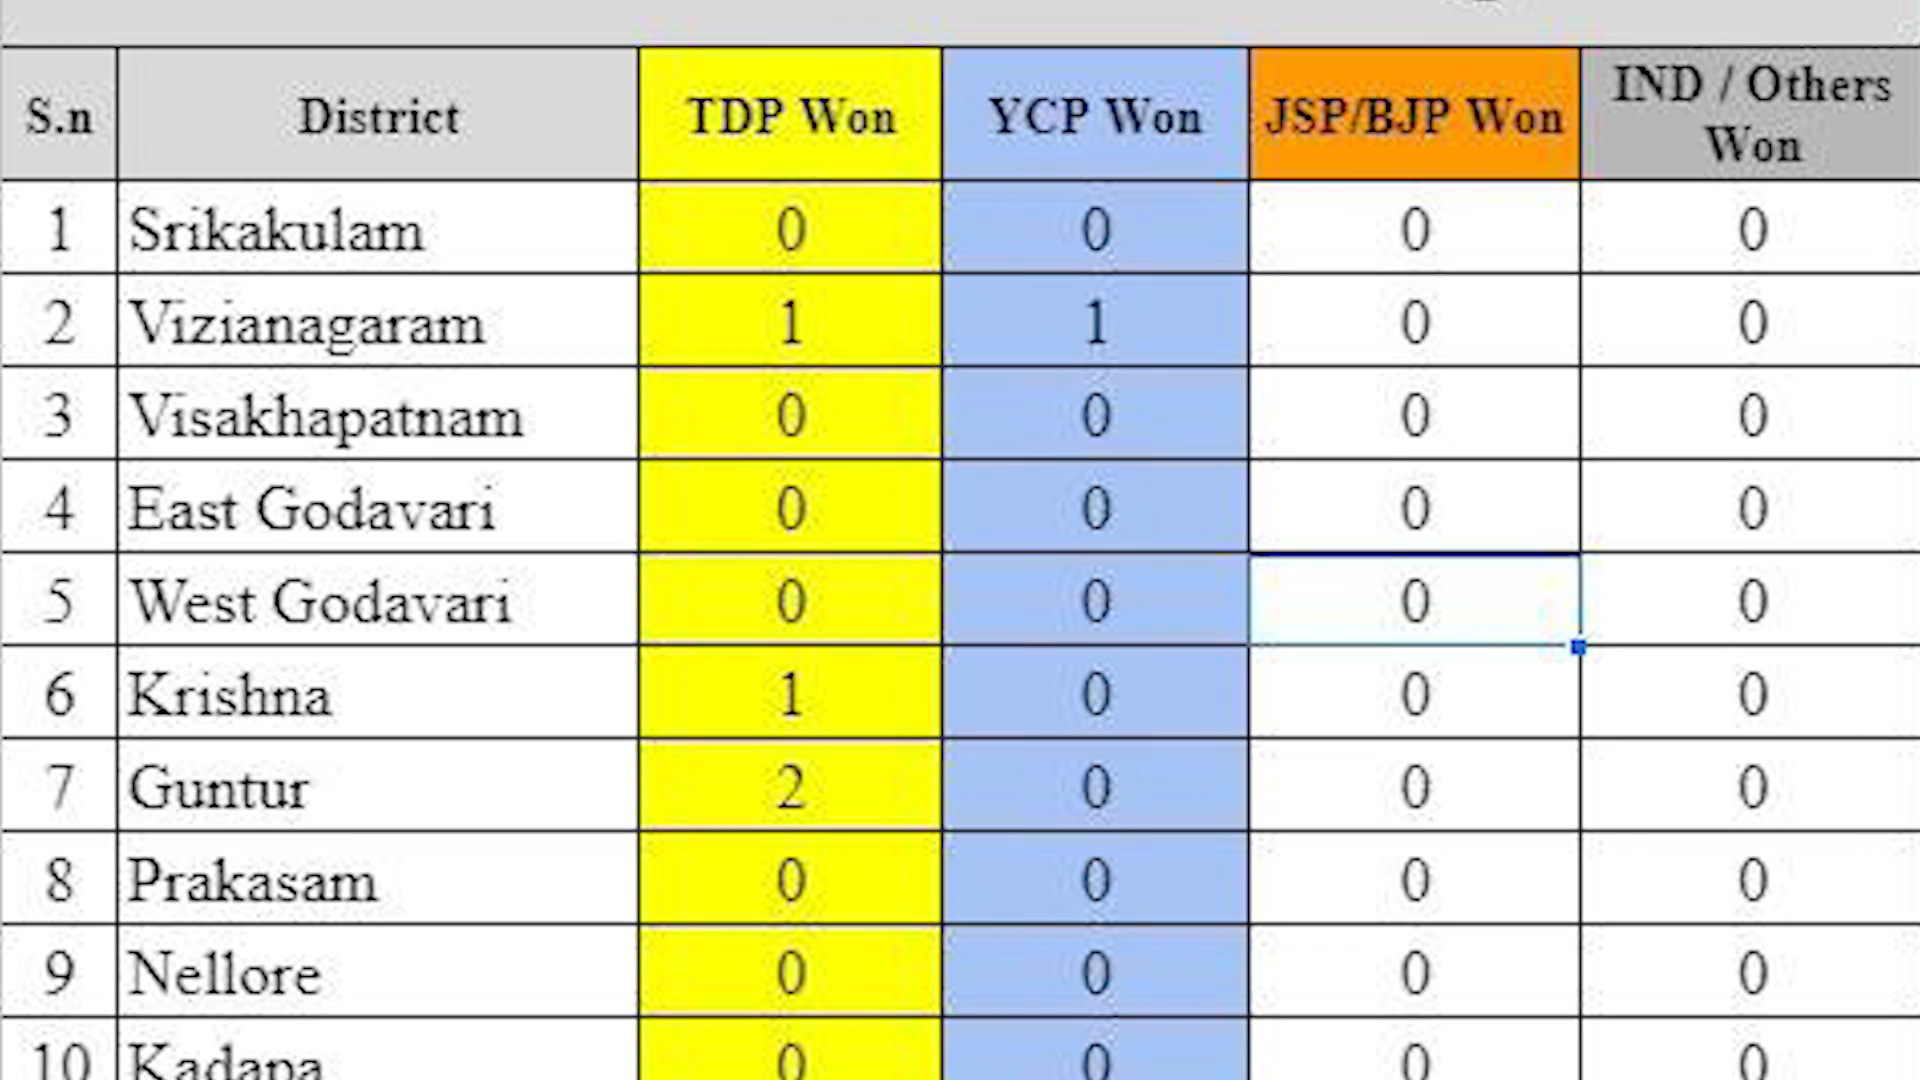 S.n District TDP Won YCP Won JSP/BJP Won IND / Others Won
1 Srikakulam 0 0 0 0
2 Vizianagaram 1 1 0 0
3 Visakhapatnam 0 0 0 0
4 East Godavari 0 0 0 0
5 West Godavari 0 0 0 0
6 Krishna 1 0 0 0
7 Guntur 2 0 0 0
8 Prakasam 0 0 0 0
9 Nellore 0 0 0 0
10 Kadapa 0 0 0 0